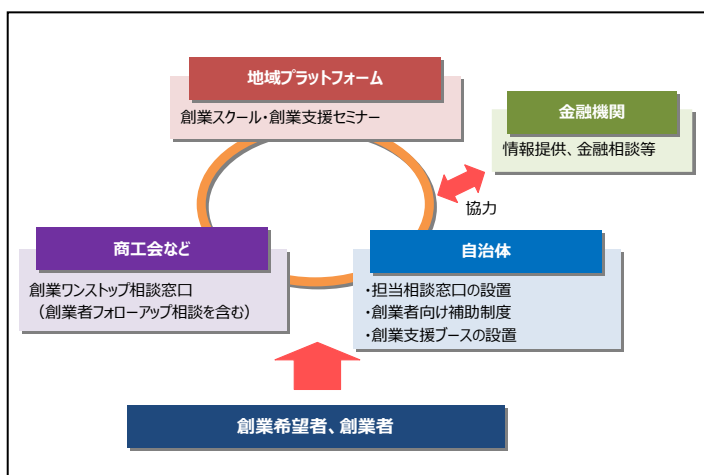 地域プラットフォーム
創業スクール・創業支援セミナー
金融機関
情報提供、金融相談等
協力
商工会など
創業ワンストップ相談窓口
（創業者フォローアップ相談を含む）
自治体
・担当相談窓口の設置
・創業者向け補助制度
・創業支援ブースの設置
創業希望者、創業者